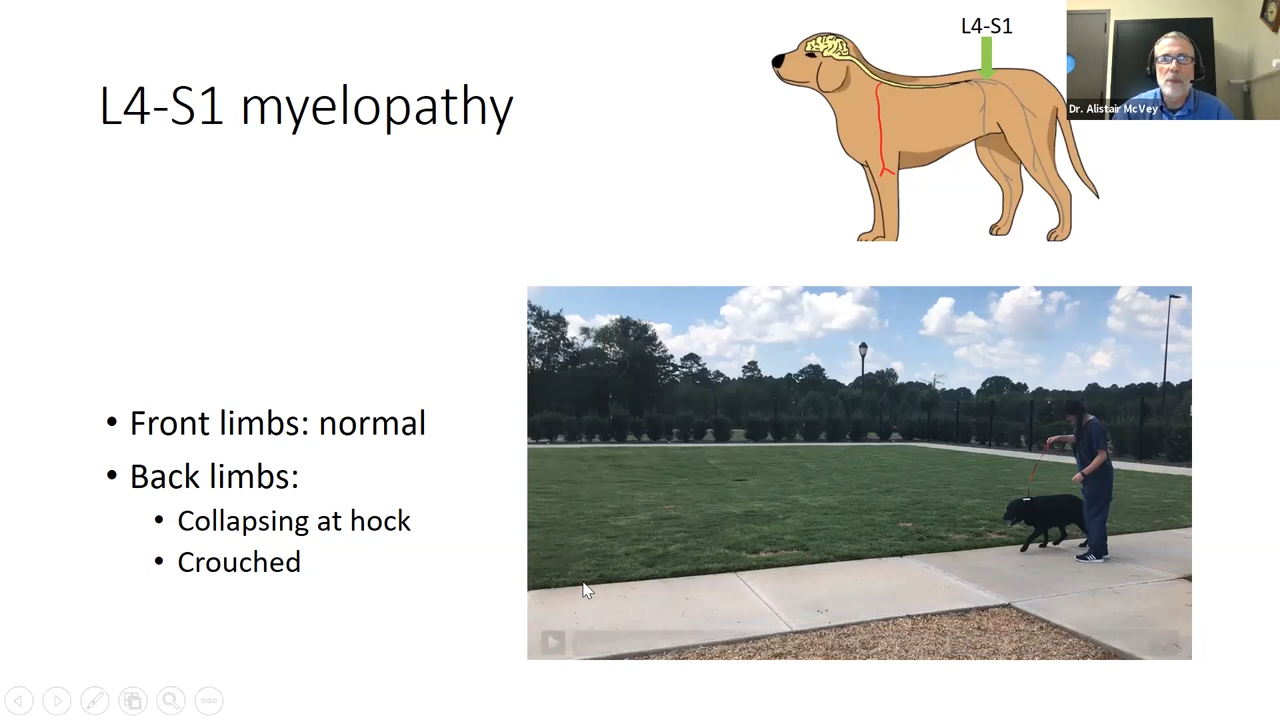 L4-S1
Dr. Alistair McVey
L4-S1 myelopathy
• Front limbs: normal
• Back limbs:
• Collapsing at hock
• Crouched